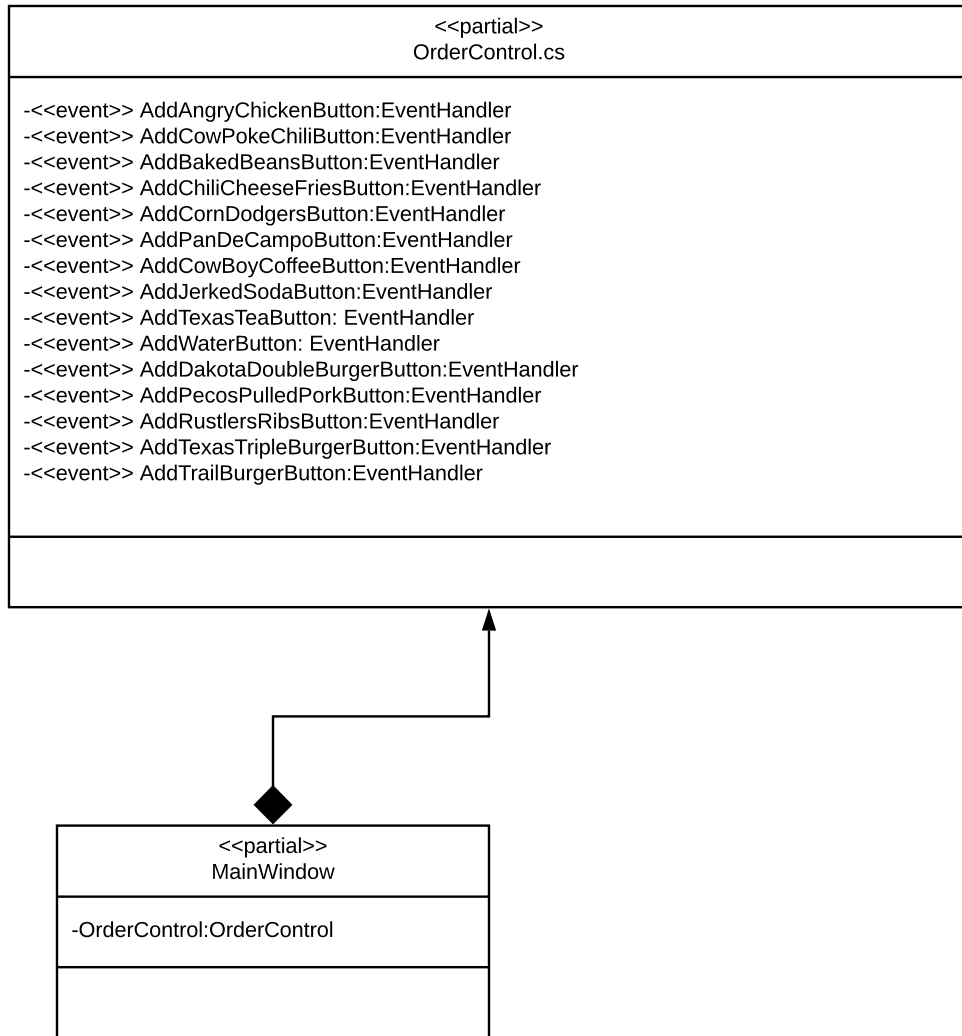 <<partial>>
OrderControl.cs
-<<event>> AddAngryChickenButton:EventHandler
-<<event>> AddCowPokeChiliButton:EventHandler
-<<event>> AddBakedBeansButton:EventHandler
-<<event>> AddChiliCheeseFriesButton:EventHandler
-<<event>> AddCornDodgersButton:EventHandler
-<<event>> AddPanDeCampoButton:EventHandler
-<<event>> AddCowBoyCoffeeButton:EventHandler
-<<event>> AddJerkedSodaButton:EventHandler
-<<event>> AddTexasTeaButton: EventHandler
-<<event>> AddWaterButton: EventHandler
-<<event>> AddDakotaDoubleBurgerButton:EventHandler
-<<event>> AddPecosPulledPorkButton:EventHandler
-<<event>> AddRustlersRibsButton:EventHandler
-<<event>> AddTexasTripleBurgerButton:EventHandler
-<<event>> AddTrailBurgerButton:EventHandler
<<partial>>
MainWindow
-OrderControl:OrderControl